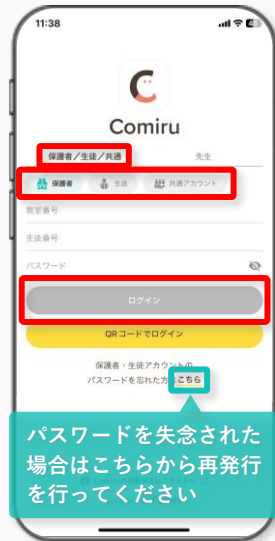 11:38
Comiru
保護者/生徒/共通
先生
保護者
生徒
共通アカウント
教室番号
生徒番号
パスワード
ログイン
QRコードでログイン
保護者・生徒アカウントの
パスワードを忘れた方はこちら
パスワードを失念された
場合はこちらから再発行
を行ってください